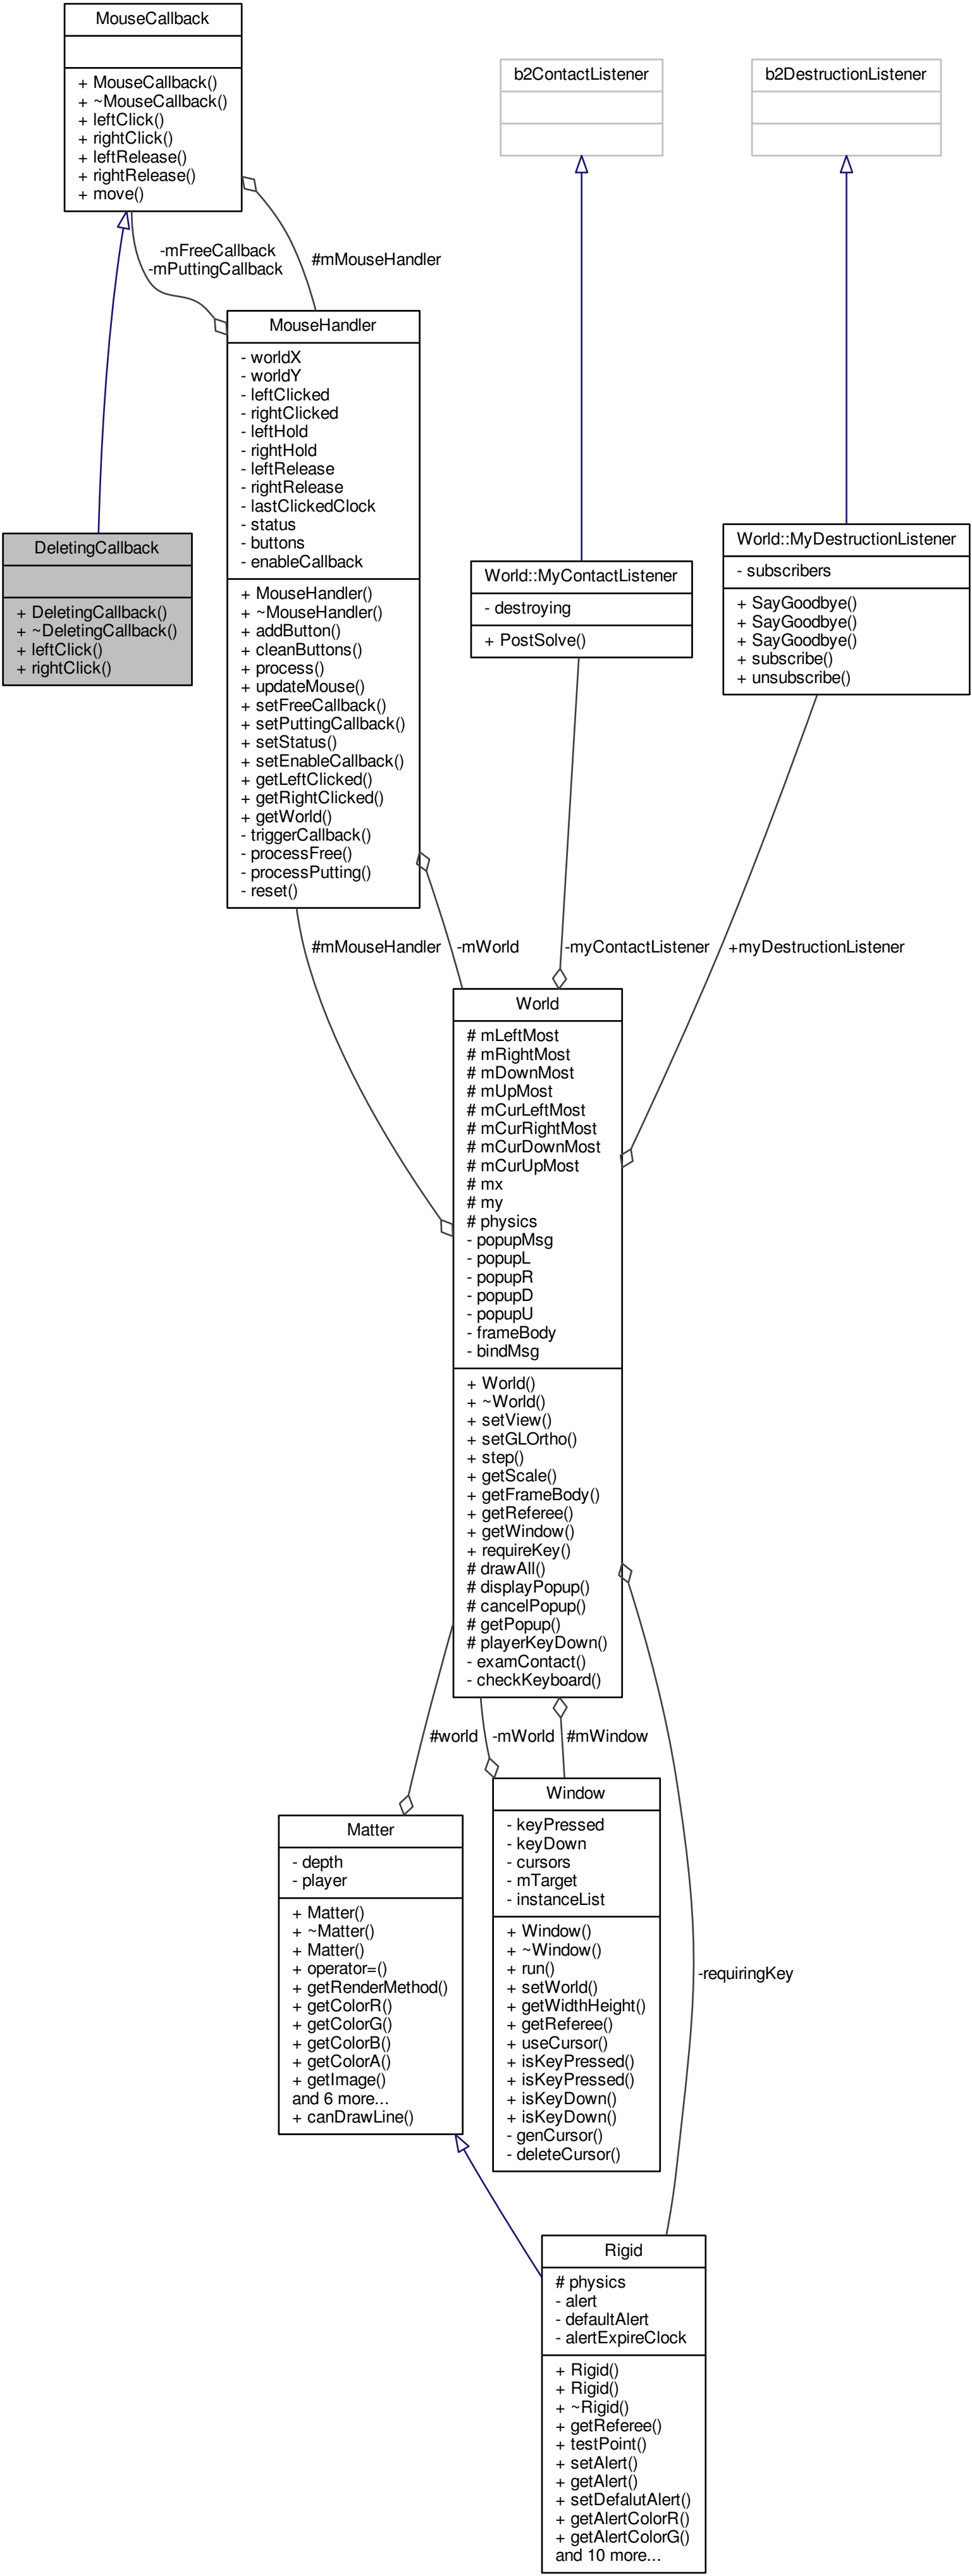 MouseCallback
+ MouseCallback()
+ ~MouseCallback()
+ leftClick()
+ rightClick()
+ leftRelease()
+ rightRelease()
+ move()
b2ContactListener
b2DestructionListener
-mFreeCallback
-mPuttingCallback
#mMouseHandler
MouseHandler
- worldX
- worldY
- leftClicked
- rightClicked
- leftHold
- rightHold
- leftRelease
- rightRelease
- lastClickedClock
- status
- buttons
- enableCallback
+ MouseHandler()
+ ~MouseHandler()
+ addButton()
+ cleanButtons()
+ process()
+ updateMouse()
+ setFreeCallback()
+ setPuttingCallback()
+ setStatus()
+ setEnableCallback()
+ getLeftClicked()
+ getRightClicked()
+ getWorld()
- triggerCallback()
- processFree()
- processPutting()
- reset()
DeletingCallback
+ DeletingCallback()
+ ~DeletingCallback()
+ leftClick()
+ rightClick()
World::MyContactListener
- destroying
+ PostSolve()
World::MyDestructionListener
- subscribers
+ SayGoodbye()
+ SayGoodbye()
+ SayGoodbye()
+ subscribe()
+ unsubscribe()
#mMouseHandler
-mWorld
-myContactListener
+myDestructionListener
World
# mLeftMost
# mRightMost
# mDownMost
# mUpMost
# mCurLeftMost
# mCurRightMost
# mCurDownMost
# mCurUpMost
# mx
# my
# physics
- popupMsg
- popupL
- popupR
- popupD
- popupU
- frameBody
- bindMsg
+ World()
+ ~World()
+ setView()
+ setGLOrtho()
+ step()
+ getScale()
+ getFrameBody()
+ getReferee()
+ getWindow()
+ requireKey()
# drawAll()
# displayPopup()
# cancelPopup()
# getPopup()
# playerKeyDown()
- examContact()
- checkKeyboard()
#world
-mWorld
#mWindow
Matter
- depth
- player
+ Matter()
+ ~Matter()
+ Matter()
+ operator=()
+ getRenderMethod()
+ getColorR()
+ getColorG()
+ getColorB()
+ getColorA()
+ getImage()
and 6 more...
+ canDrawLine()
Window
- keyPressed
- keyDown
- cursors
- mTarget
- instanceList
+ Window()
+ ~Window()
+ run()
+ setWorld()
+ getWidthHeight()
+ getReferee()
+ useCursor()
+ isKeyPressed()
+ isKeyPressed()
+ isKeyDown()
+ isKeyDown()
- genCursor()
- deleteCursor()
-requiringKey
Rigid
# physics
- alert
- defaultAlert
- alertExpireClock
+ Rigid()
+ Rigid()
+ ~Rigid()
+ getReferee()
+ testPoint()
+ setAlert()
+ getAlert()
+ setDefalutAlert()
+ getAlertColorR()
+ getAlertColorG()
and 10 more...